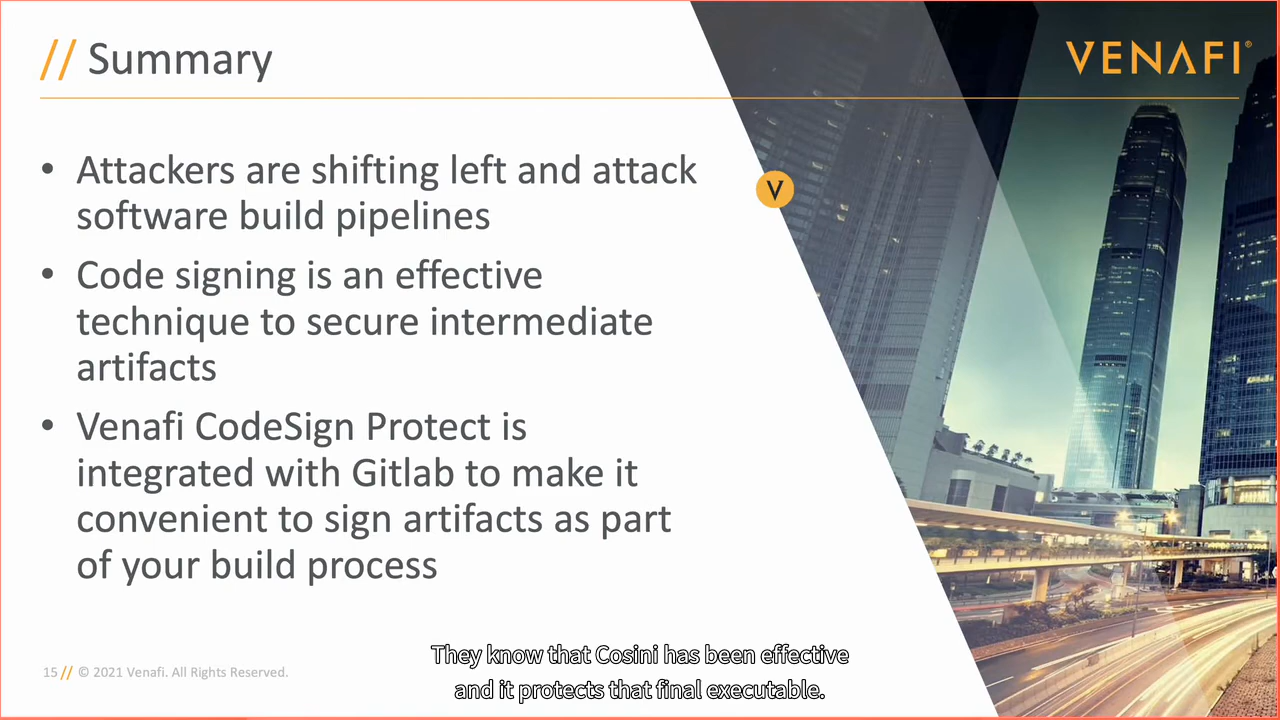 // Summary
VENAFI®
• Attackers are shifting left and attack
software build pipelines
V
• Code signing is an effective
technique to secure intermediate
artifacts
• Venafi CodeSign Protect is
integrated with Gitlab to make it
convenient to sign artifacts as part
of your build process
They know that Cosini has been effective
and it protects that final executable.
15 // © 2021 Venafi. All Rights Reserved.